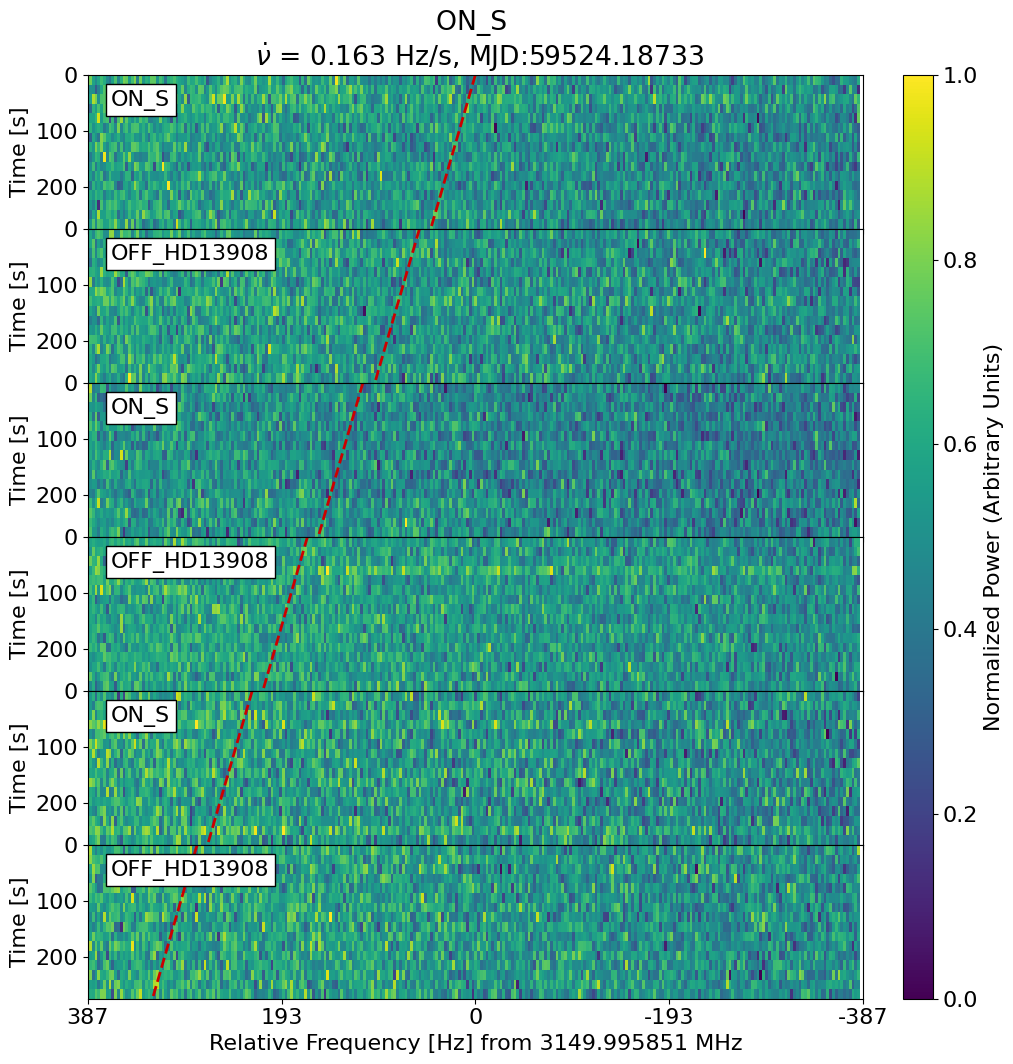 ON_S
ν̇ = 0.163 Hz/s, MJD:59524.18733
0
100
200
Time [s]
ON_S
0
100
200
Time [s]
OFF_HD13908
0
100
200
Time [s]
ON_S
0
100
200
Time [s]
OFF_HD13908
0
100
200
Time [s]
ON_S
0
100
200
Time [s]
OFF_HD13908
387 193 0 -193 -387
Relative Frequency [Hz] from 3149.995851 MHz
1.0
0.8
0.6
0.4
0.2
0.0
Normalized Power (Arbitrary Units)